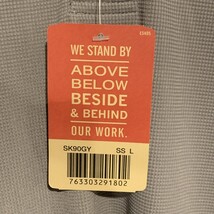 WE STAND BY
ABOVE
BELOW
BESIDE
& BEHIND
OUR WORK.
SK90GY SS L
763303291802